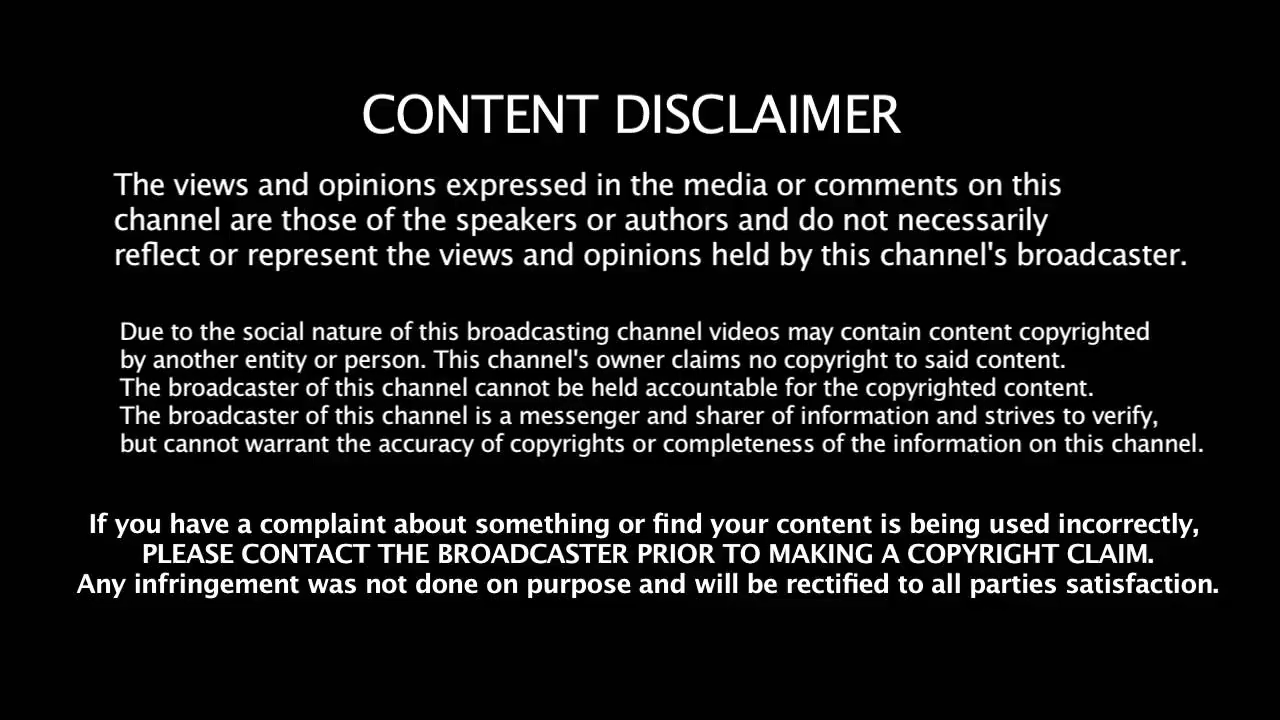 CONTENT DISCLAIMER
The views and opinions expressed in the media or comments on this
channel are those of the speakers or authors and do not necessarily
reflect or represent the views and opinions held by this channel's broadcaster.
Due to the social nature of this broadcasting channel videos may contain content copyrighted
by another entity or person. This channel's owner claims no copyright to said content.
The broadcaster of this channel cannot be held accountable for the copyrighted content.
The broadcaster of this channel is a messenger and sharer of information and strives to verify,
but cannot warrant the accuracy of copyrights or completeness of the information on this channel.
If you have a complaint about something or find your content is being used incorrectly,
PLEASE CONTACT THE BROADCASTER PRIOR TO MAKING A COPYRIGHT CLAIM.
Any infringement was not done on purpose and will be rectified to all parties satisfaction.